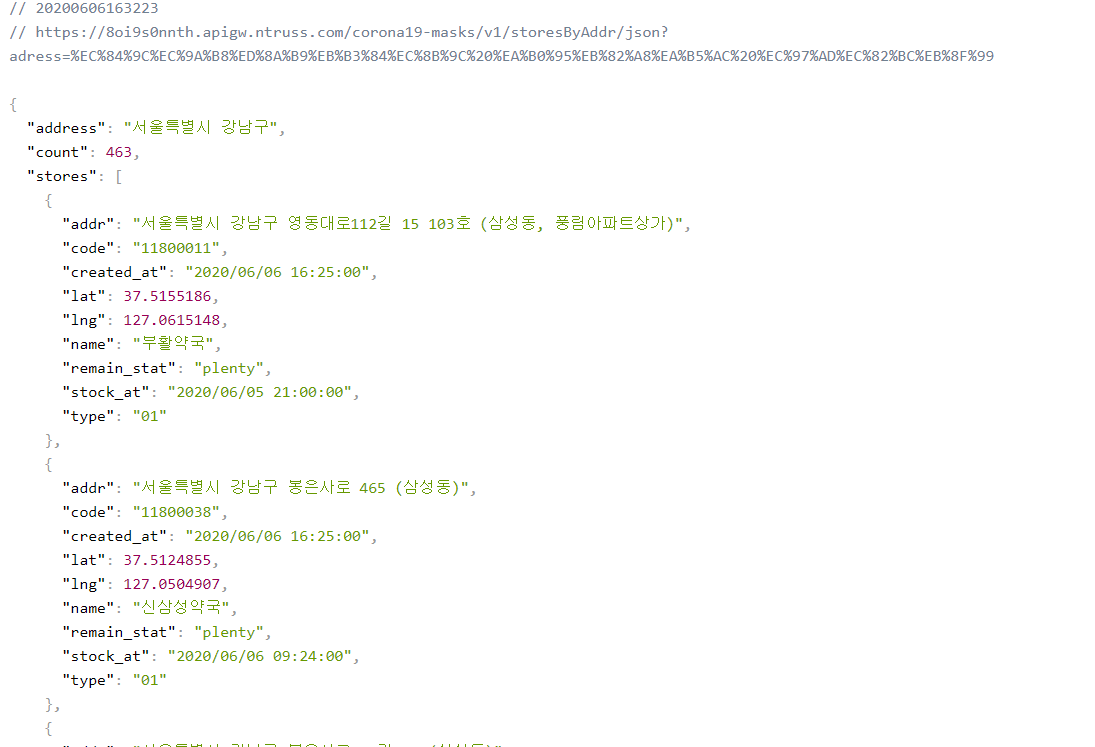 // 20200606163223
// https://8oi9s0nnth.apigw.ntruss.com/corona19-masks/v1/storesByAddr/json?
adress=%EC%84%9C%EC%9A%B8%ED%8A%B9%EB%B3%84%EC%8B%9C%20%EA%B0%95%EB%82%A8%EA%B5%AC%20%EC%97%AD%EC%82%BC%EB%8F%99
{
"address": "서울특별시 강남구",
"count": 463,
"stores": [
{
"addr": "서울특별시 강남구 영동대로112길 15 103호 (삼성동, 풍림아파트상가)",
"code": "11800011",
"created_at": "2020/06/06 16:25:00",
"lat": 37.5155186,
"lng": 127.0615148,
"name": "부활약국",
"remain_stat": "plenty",
"stock_at": "2020/06/05 21:00:00",
"type": "01"
},
{
"addr": "서울특별시 강남구 봉은사로 465 (삼성동)",
"code": "11800038",
"created_at": "2020/06/06 16:25:00",
"lat": 37.5124855,
"lng": 127.0504907,
"name": "신삼성약국",
"remain_stat": "plenty",
"stock_at": "2020/06/06 09:24:00",
"type": "01"
},
{